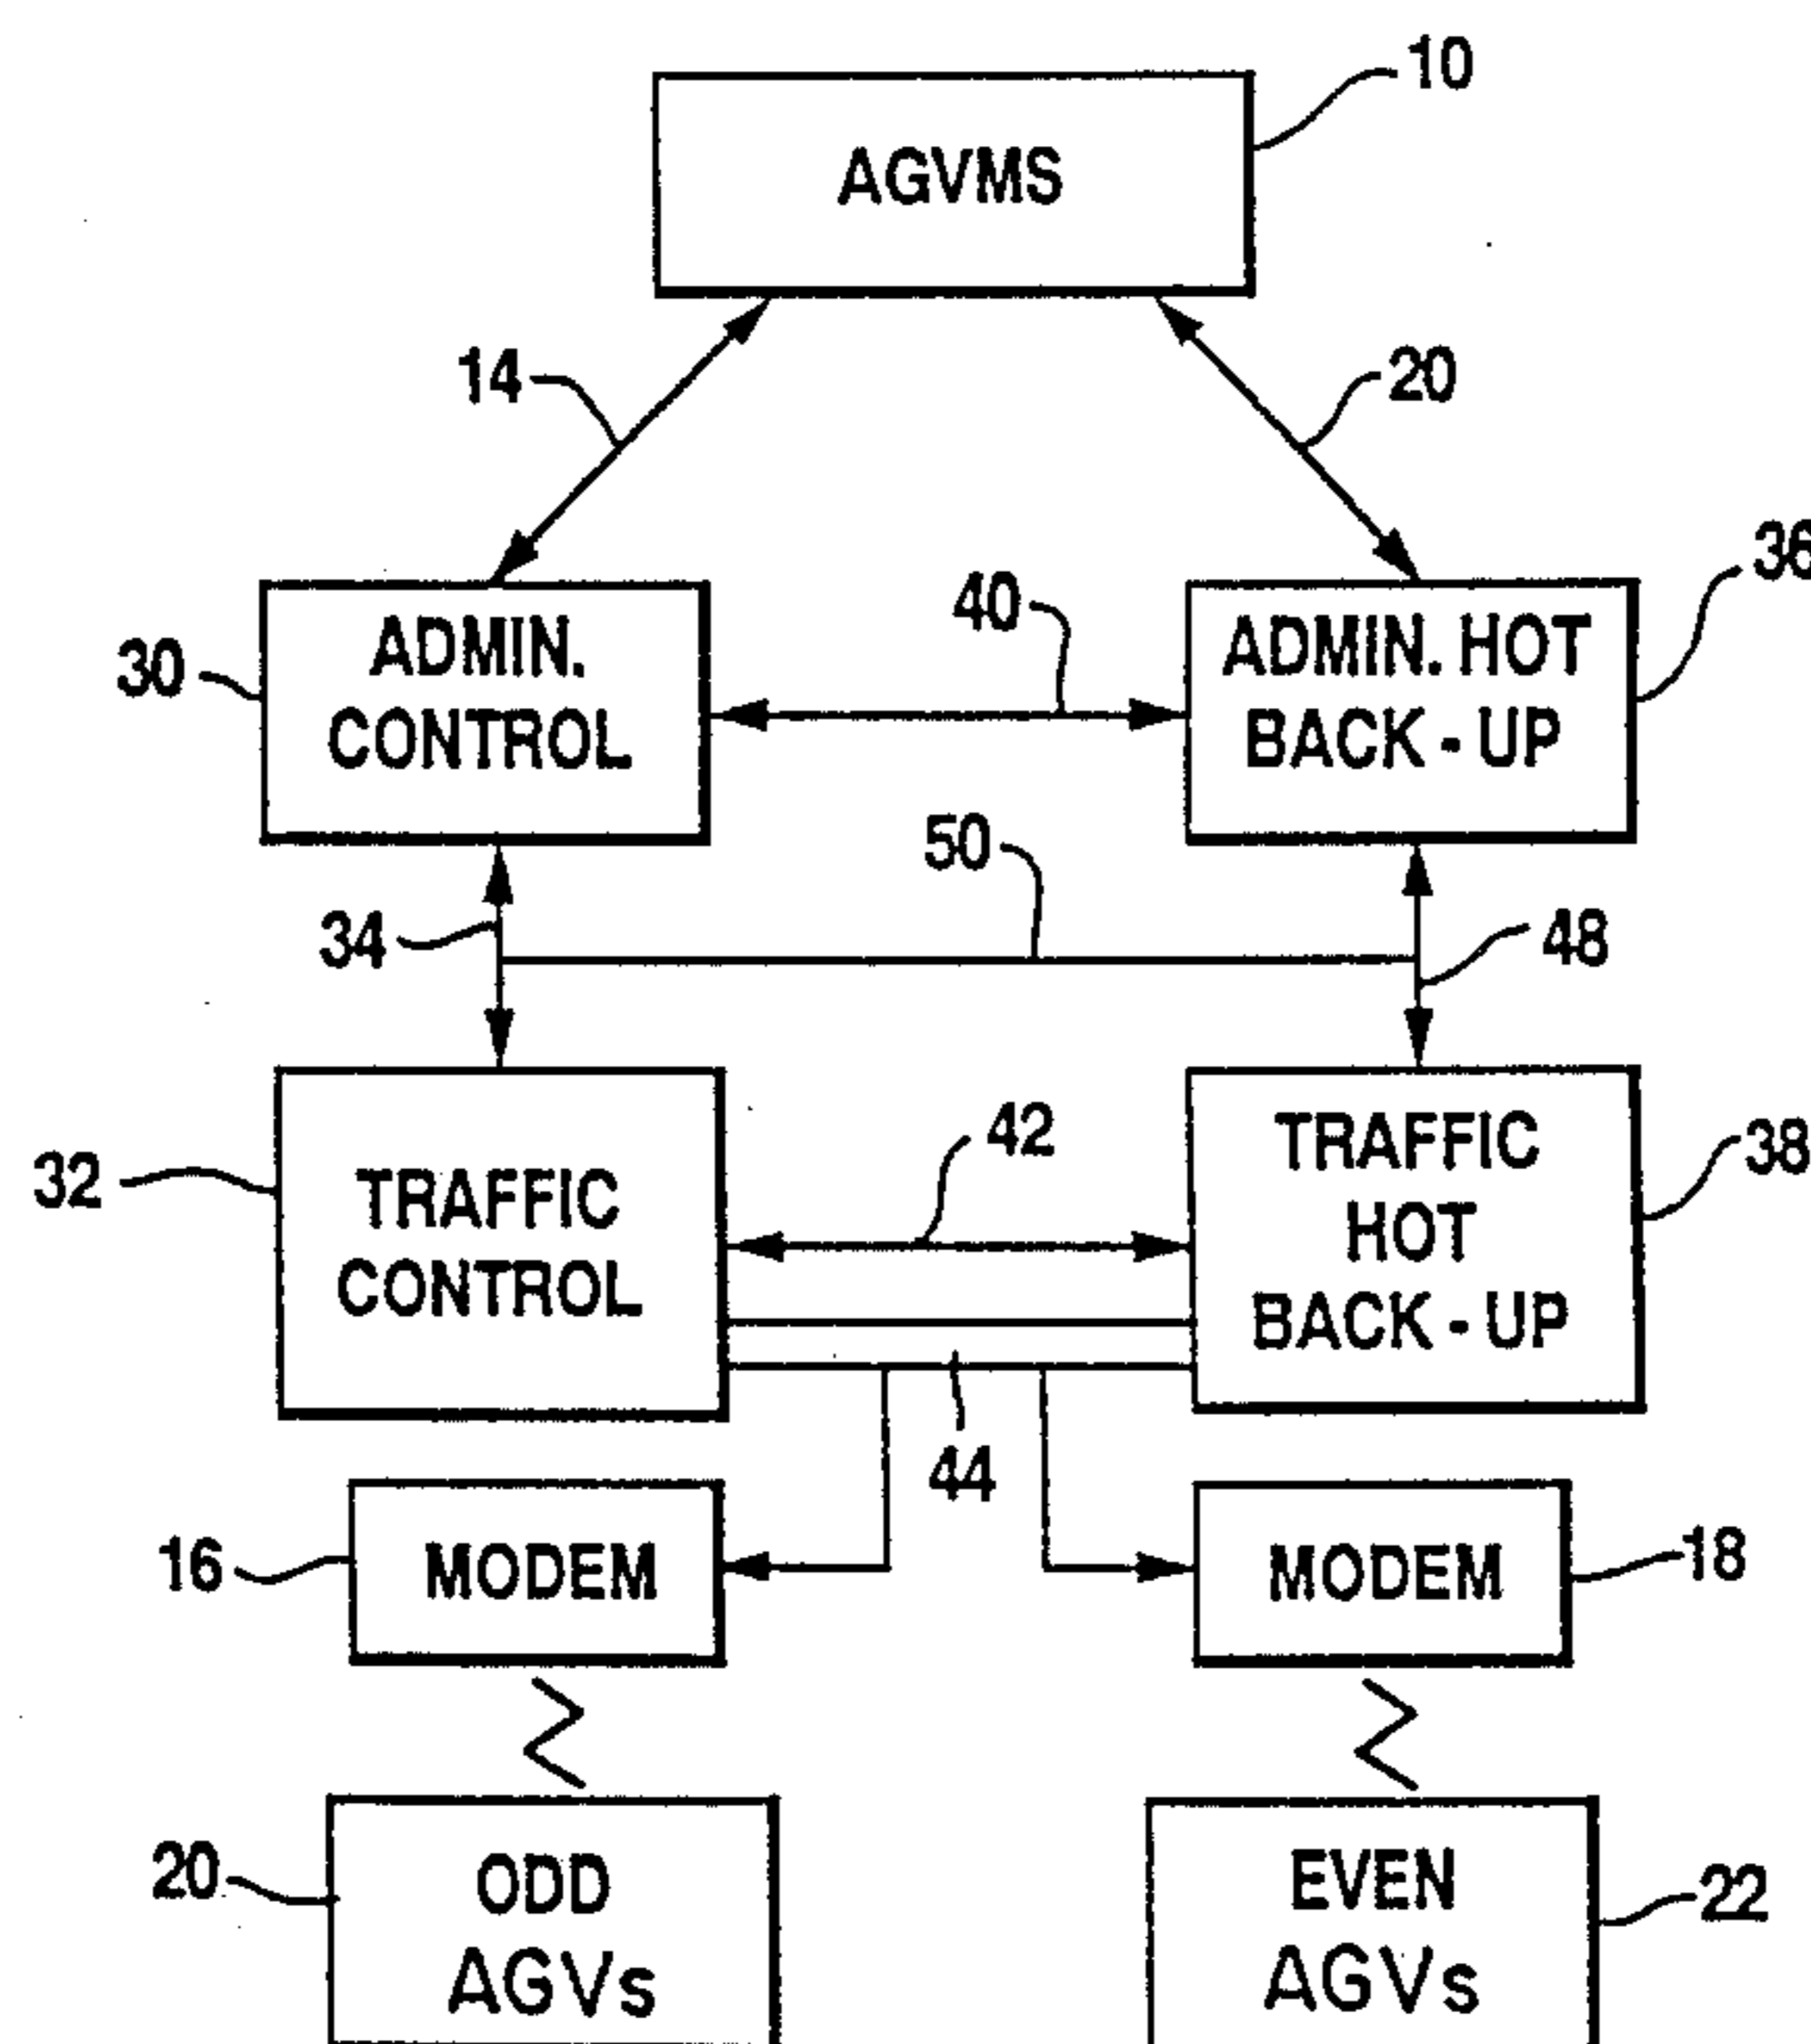 10
AGVMS
14
20
36
40
30
ADMIN.
CONTROL
ADMIN. HOT
BACK - UP
50
34
48
42
38
32
TRAFFIC
CONTROL
TRAFFIC
HOT
BACK - UP
44
16
MODEM
MODEM
18
20
ODD
AGVs
EVEN
AGVs
22